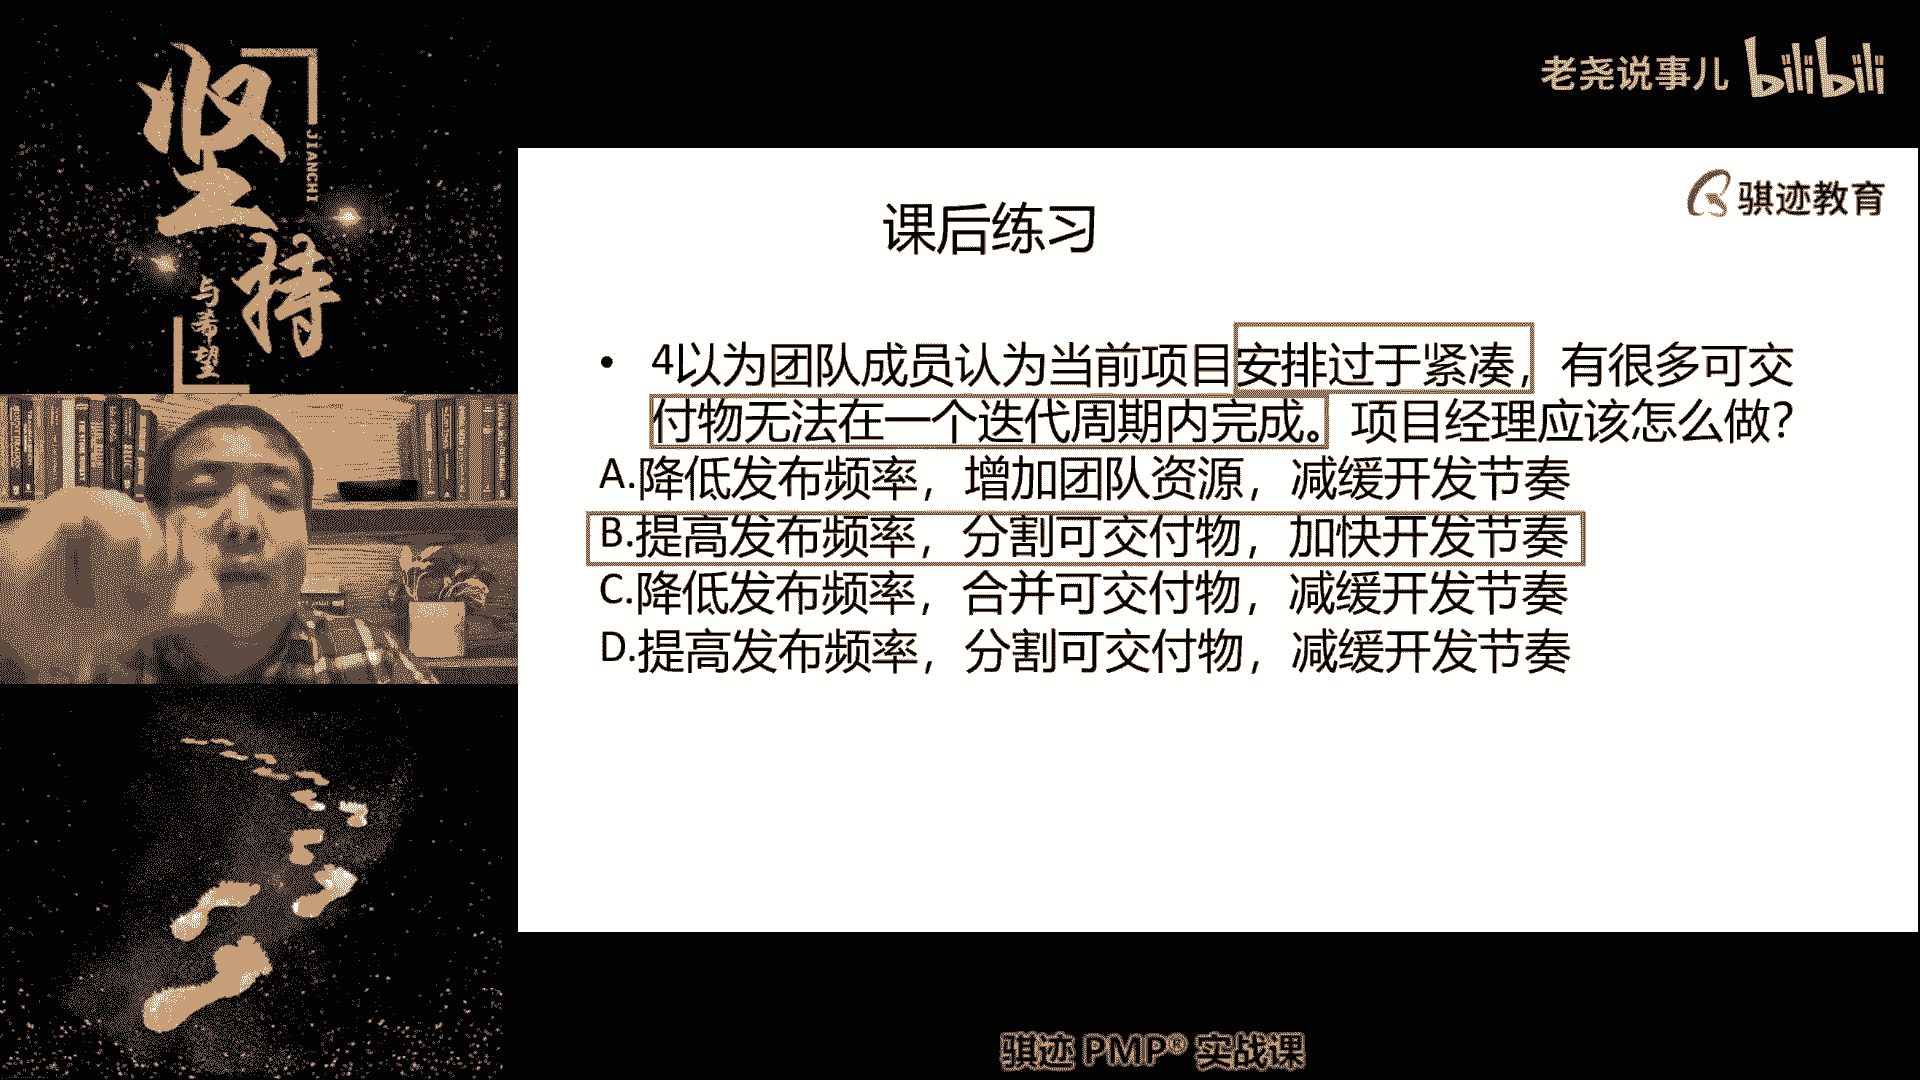 坚持
JIANCHI
与希望
老尧说事儿 bilibili
骐迹教育
课后练习
• 4以为团队成员认为当前项目安排过于紧凑，有很多可交
付物无法在一个迭代周期内完成。项目经理应该怎么做？
A.降低发布频率，增加团队资源，减缓开发节奏
B.提高发布频率，分割可交付物，加快开发节奏
C.降低发布频率，合并可交付物，减缓开发节奏
D.提高发布频率，分割可交付物，减缓开发节奏
骐迹 PMP® 实战课